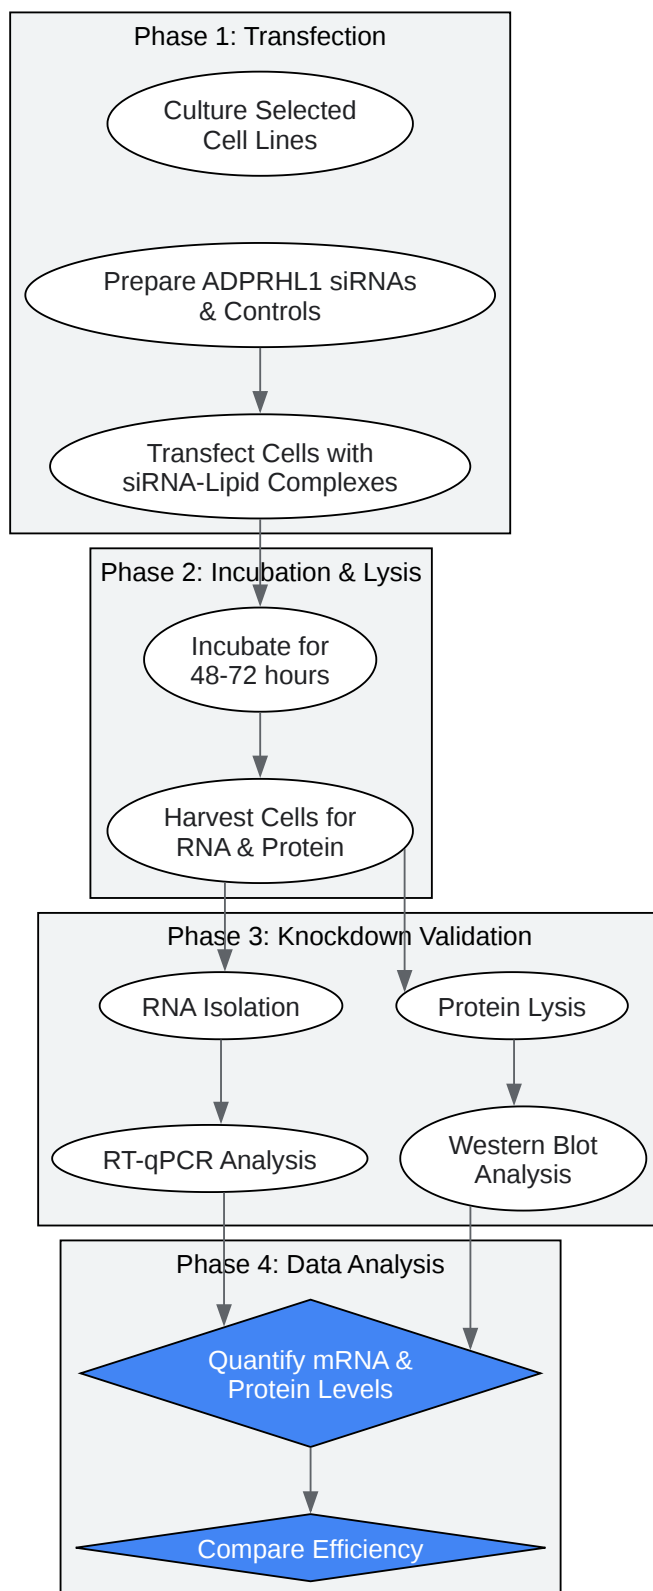 Phase 1: Transfection
Culture Selected
Cell Lines
Prepare ADPRHL1 siRNAs
& Controls
Transfect Cells with
siRNA-Lipid Complexes
Phase 2: Incubation & Lysis
Incubate for
48-72 hours
Harvest Cells for
RNA & Protein
Phase 3: Knockdown Validation
RNA Isolation
Protein Lysis
RT-qPCR Analysis
Western Blot
Analysis
Phase 4: Data Analysis
Quantify mRNA &
Protein Levels
Compare Efficiency